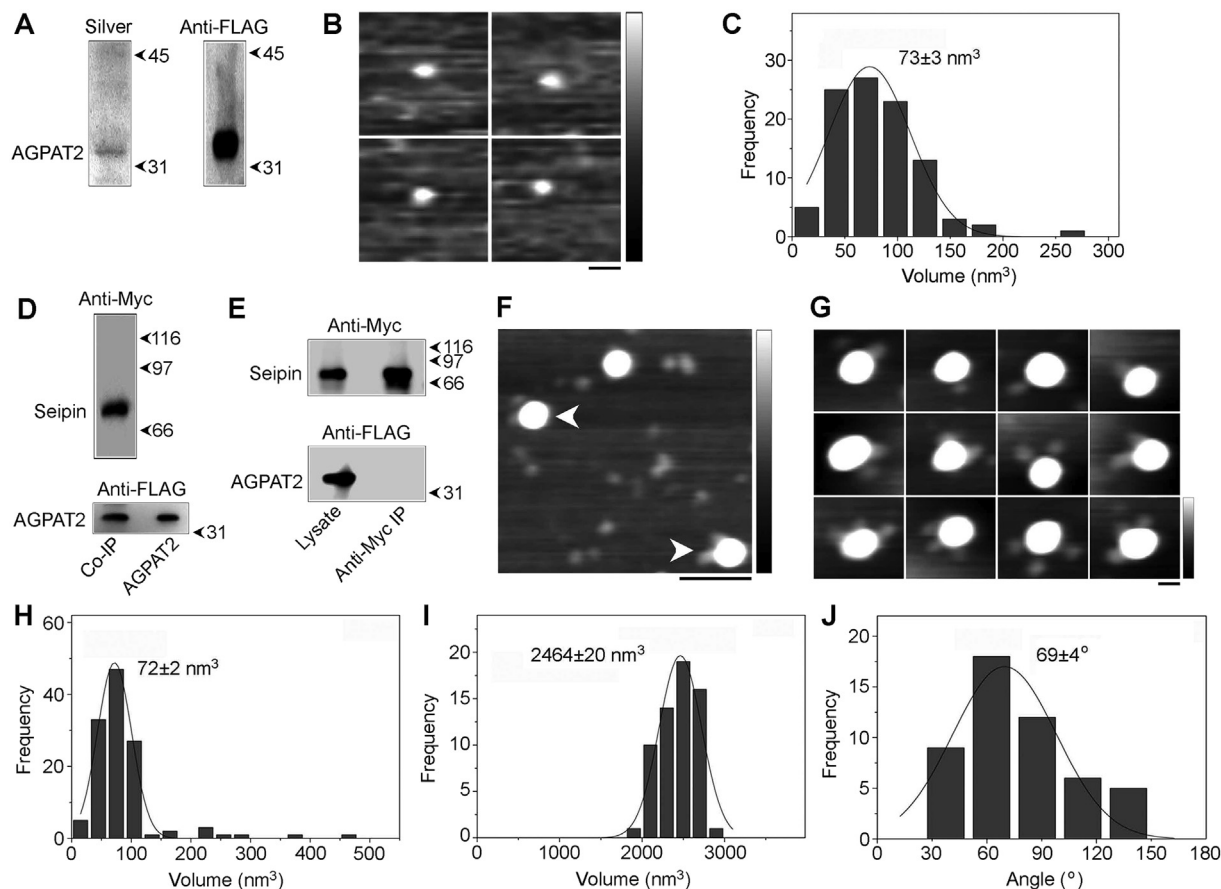 A
Silver
Anti-FLAG
45
45
AGPAT2
31
31
B
C
73±3 nm³
Frequency
30
20
10
0
0 50 100 150 200 250 300
Volume (nm³)
D
Anti-Myc
116
97
Seipin
66
Anti-FLAG
AGPAT2
31
Co-IP
AGPAT2
E
Anti-Myc
116
97
Seipin
66
Anti-FLAG
AGPAT2
31
Lysate
Anti-Myc IP
F
G
H
72±2 nm³
Frequency
60
40
20
0
0 100 200 300 400 500
Volume (nm³)
I
2464±20 nm³
Frequency
20
15
10
5
0
0 1000 2000 3000
Volume (nm³)
J
69±4°
Frequency
20
15
10
5
0
0 30 60 90 120 150 180
Angle (°)